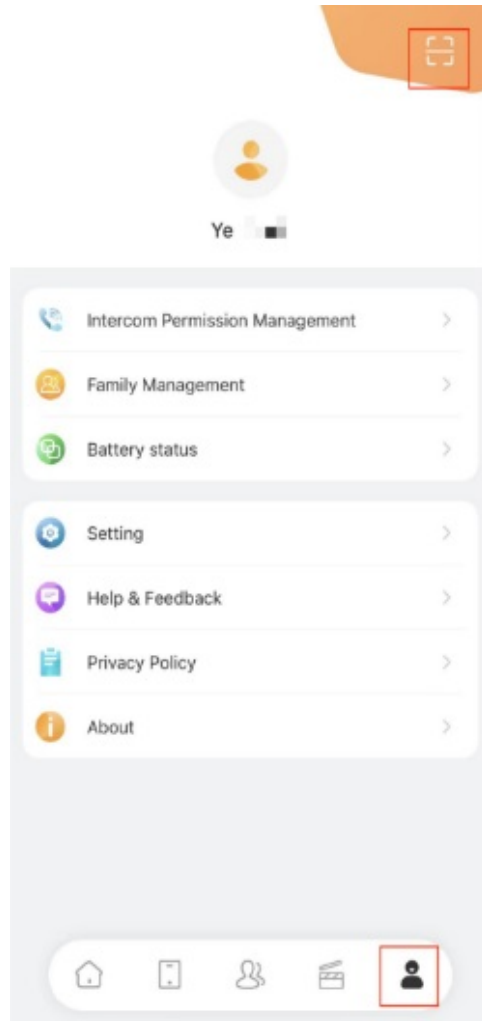 Ye
Intercom Permission Management
Family Management
Battery status
Setting
Help & Feedback
Privacy Policy
About